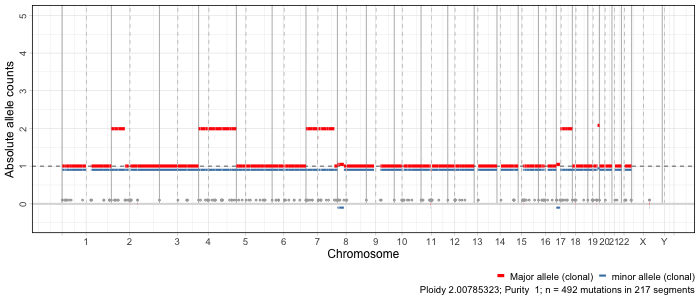 Absolute allele counts
5
4
3
2
1
0
1 2 3 4 5 6 7 8 9 10 11 12 13 14 15 16 17 18 19 20 21 22 X Y
Chromosome
Major allele (clonal) minor allele (clonal)
Ploidy 2.00785323; Purity 1; n = 492 mutations in 217 segments